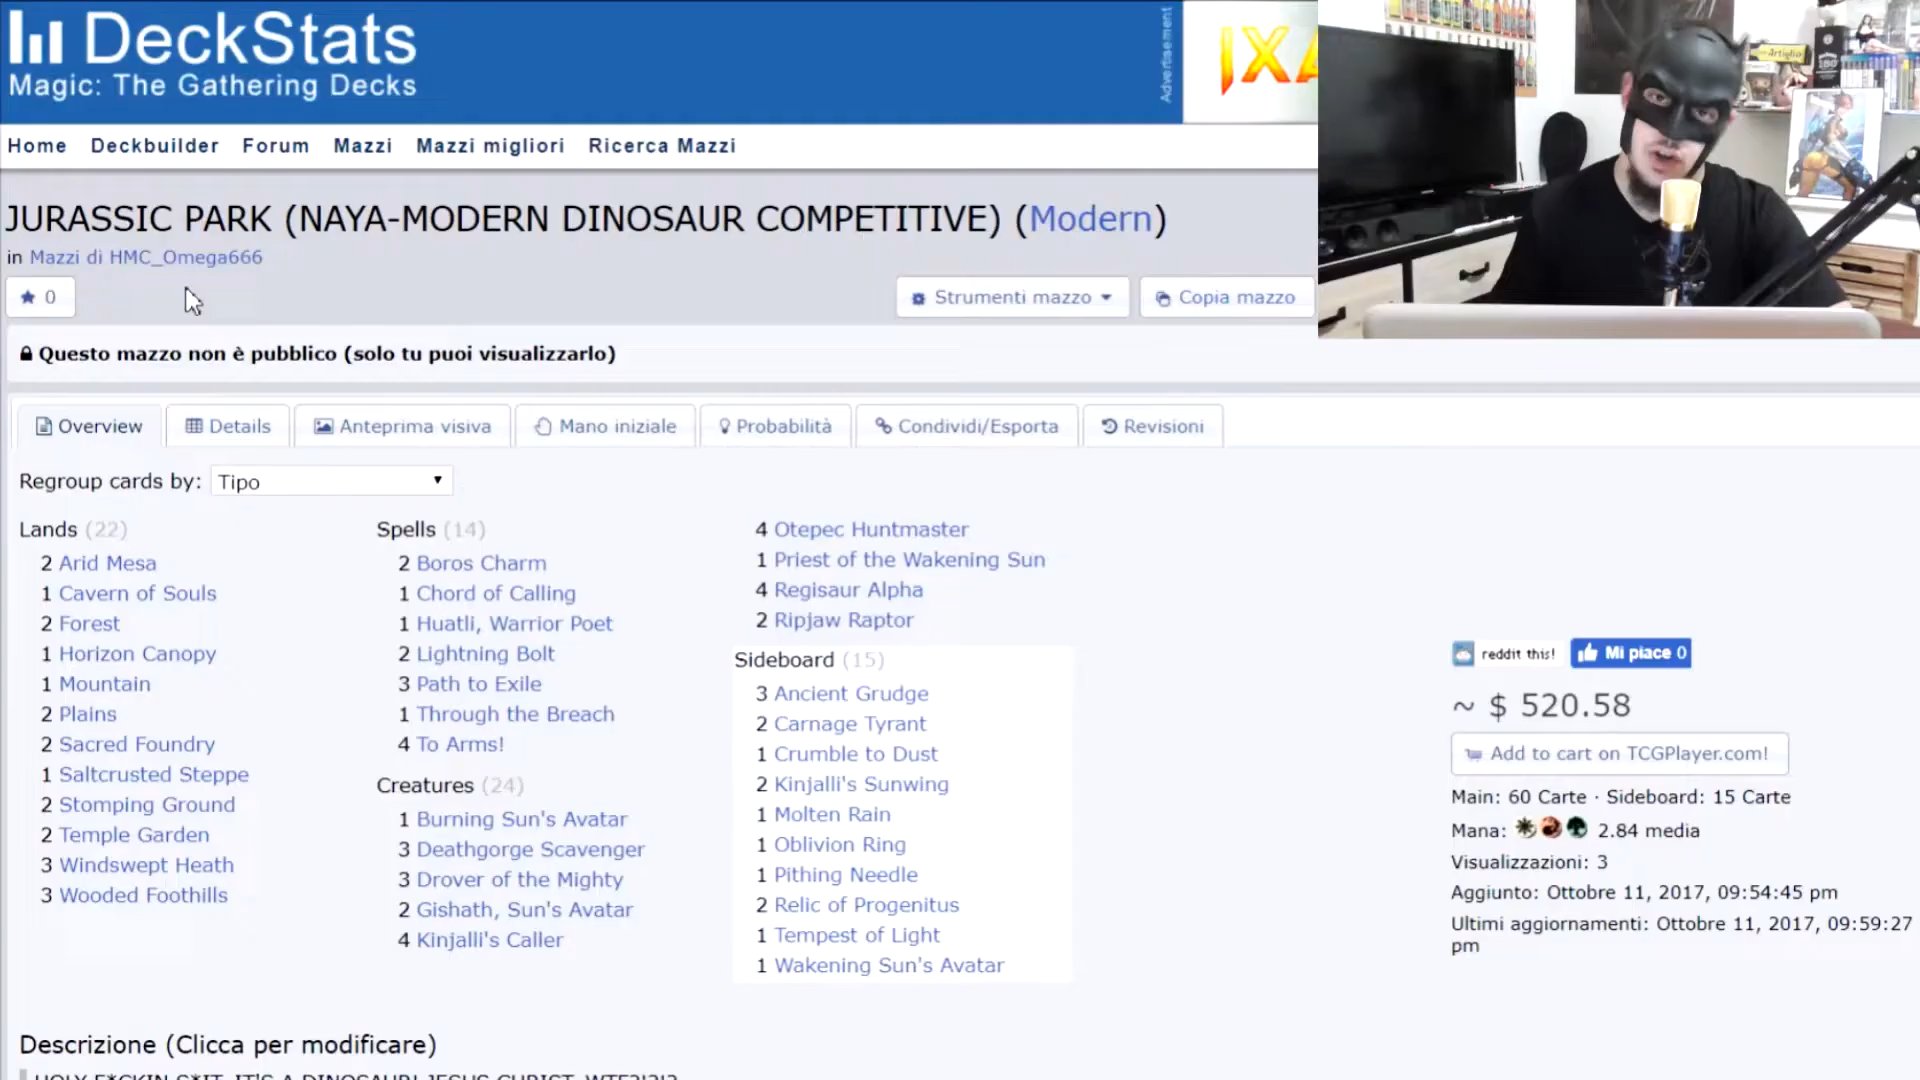 DeckStats
Magic: The Gathering Decks
Advertisement
IXA
Artiglio
Home Deckbuilder Forum Mazzi Mazzi migliori Ricerca Mazzi
JURASSIC PARK (NAYA-MODERN DINOSAUR COMPETITIVE) (Modern)
in Mazzi di HMC_Omega666
0
Strumenti mazzo
Copia mazzo
Questo mazzo non è pubblico (solo tu puoi visualizzarlo)
Overview Details Anteprima visiva Mano iniziale Probabilità Condividi/Esporta Revisioni
Regroup cards by: Tipo
Lands (22)
2 Arid Mesa
1 Cavern of Souls
2 Forest
1 Horizon Canopy
1 Mountain
2 Plains
2 Sacred Foundry
1 Saltcrusted Steppe
2 Stomping Ground
2 Temple Garden
3 Windswept Heath
3 Wooded Foothills
Spells (14)
2 Boros Charm
1 Chord of Calling
1 Huatli, Warrior Poet
2 Lightning Bolt
3 Path to Exile
1 Through the Breach
4 To Arms!
Creatures (24)
1 Burning Sun's Avatar
3 Deathgorge Scavenger
3 Drover of the Mighty
2 Gishath, Sun's Avatar
4 Kinjalli's Caller
4 Otepec Huntmaster
1 Priest of the Wakening Sun
4 Regisaur Alpha
2 Ripjaw Raptor
Sideboard (15)
3 Ancient Grudge
2 Carnage Tyrant
1 Crumble to Dust
2 Kinjalli's Sunwing
1 Molten Rain
1 Oblivion Ring
1 Pithing Needle
2 Relic of Progenitus
1 Tempest of Light
1 Wakening Sun's Avatar
reddit this! Mi piace 0
~ $ 520.58
Add to cart on TCGPlayer.com!
Main: 60 Carte · Sideboard: 15 Carte
Mana: 2.84 media
Visualizzazioni: 3
Aggiunto: Ottobre 11, 2017, 09:54:45 pm
Ultimi aggiornamenti: Ottobre 11, 2017, 09:59:27
pm
Descrizione (Clicca per modificare)
HOLY F*CKIN S*IT, IT'S A DINOSAUR! JESUS CHRIST, WTF?!?!?